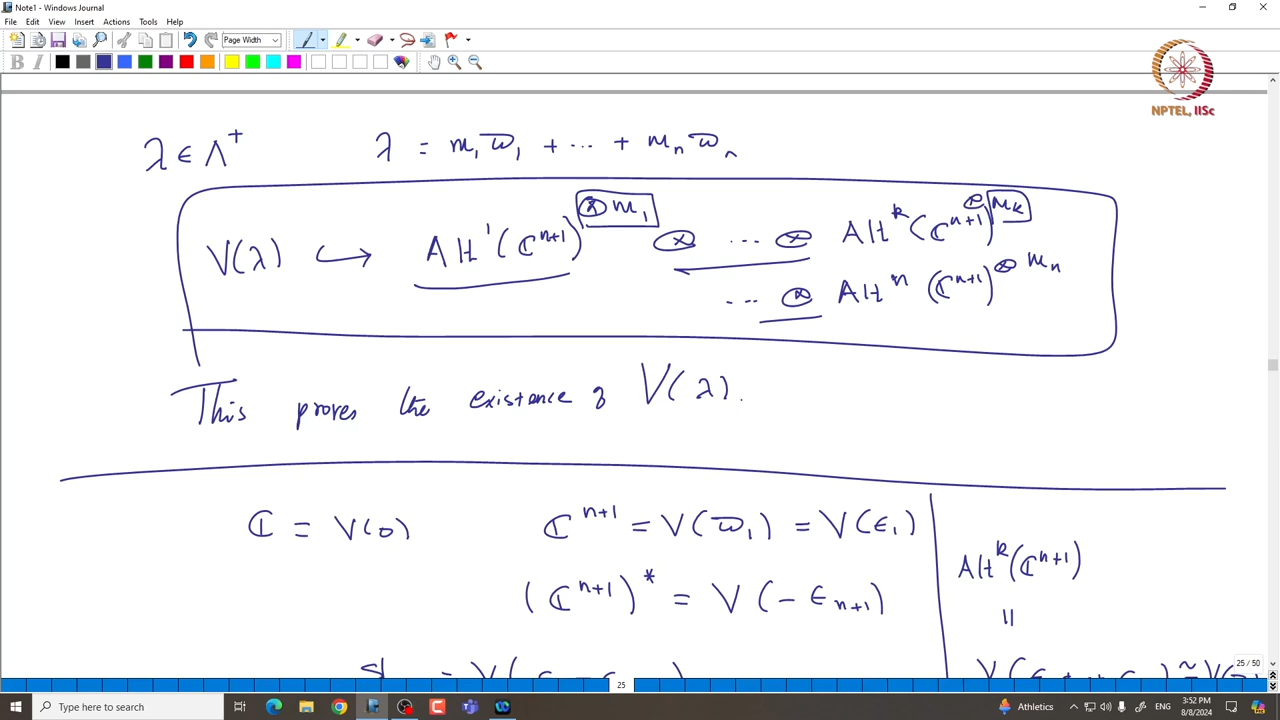 Note1 - Windows Journal
File Edit View Insert Actions Tools Help
Page Width
B I
NPTEL, IISc
λ ∈ Λ⁺ λ = m₁ϖ₁ + ... + mₙϖₙ
V(λ) ↪ Alt¹(ℂⁿ⁺¹)^⊗m₁ ⊗ ... ⊗ Altᵏ(ℂⁿ⁺¹)^⊗mₖ
... ⊗ Altⁿ(ℂⁿ⁺¹)^⊗mₙ
This proves the existence of V(λ).
ℂ = V(0) ℂⁿ⁺¹ = V(ϖ₁) = V(ε₁)
Altᵏ(ℂⁿ⁺¹)
(ℂⁿ⁺¹)* = V(-εₙ₊₁)
||
25 / 50
25
Type here to search
Athletics
3:52 PM
8/8/2024